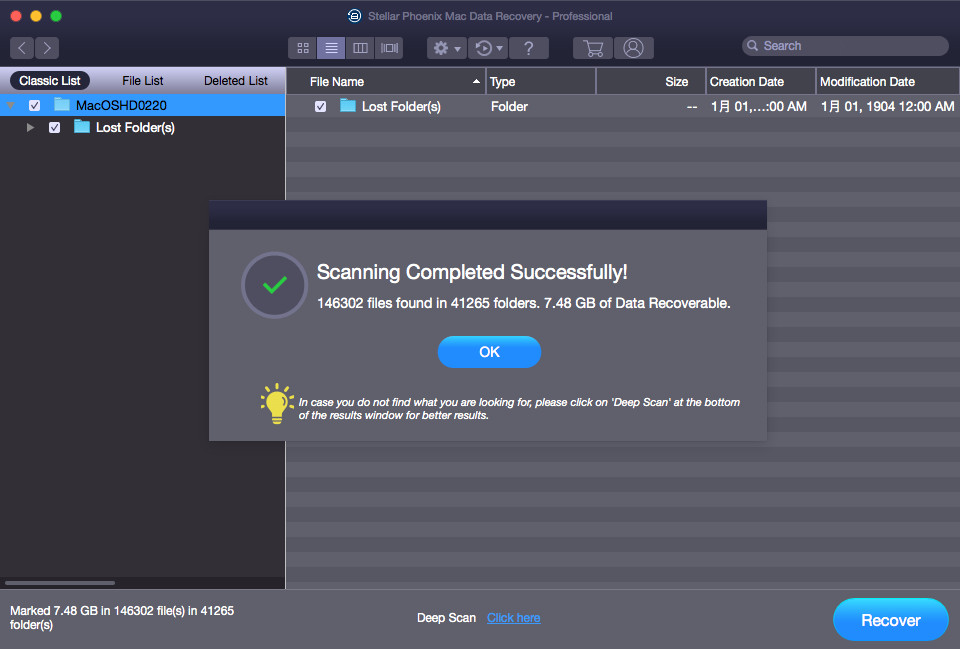 Stellar Phoenix Mac Data Recovery - Professional
?
Search
Classic List
File List
Deleted List
File Name
Type
Size
Creation Date
Modification Date
MacOSHD0220
Lost Folder(s)
Folder
--
1月 01,...:00 AM
1月 01, 1904 12:00 AM
Lost Folder(s)
Scanning Completed Successfully!
146302 files found in 41265 folders. 7.48 GB of Data Recoverable.
OK
In case you do not find what you are looking for, please click on 'Deep Scan' at the bottom
of the results window for better results.
Marked 7.48 GB in 146302 file(s) in 41265
folder(s)
Deep Scan
Click here
Recover